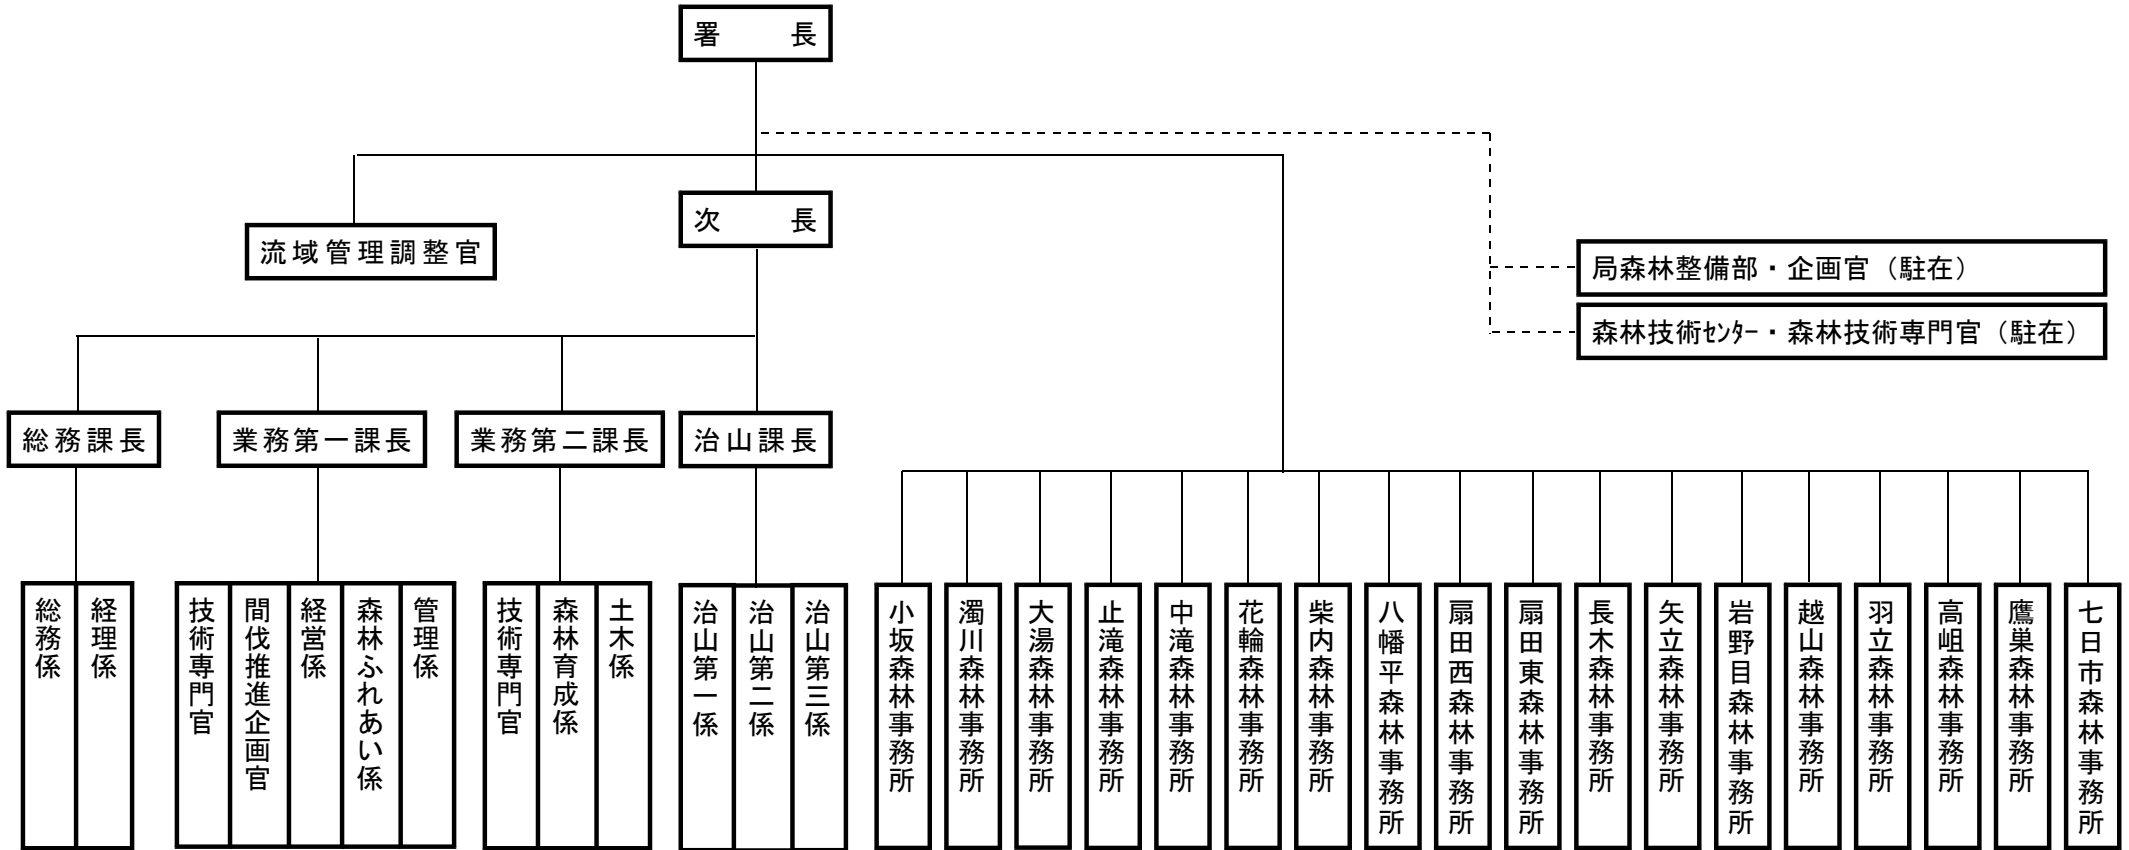 署　　長
次　　長
流域管理調整官
局森林整備部・企画官（駐在）
森林技術ｾﾝﾀｰ・森林技術専門官（駐在）
総務課長
業務第一課長
業務第二課長
治山課長
総務係
経理係
技術専門官
間伐推進企画官
経営係
森林ふれあい係
管理係
技術専門官
森林育成係
土木係
治山第一係
治山第二係
治山第三係
小坂森林事務所
濁川森林事務所
大湯森林事務所
止滝森林事務所
中滝森林事務所
花輪森林事務所
柴内森林事務所
八幡平森林事務所
扇田西森林事務所
扇田東森林事務所
長木森林事務所
矢立森林事務所
岩野目森林事務所
越山森林事務所
羽立森林事務所
高岨森林事務所
鷹巣森林事務所
七日市森林事務所